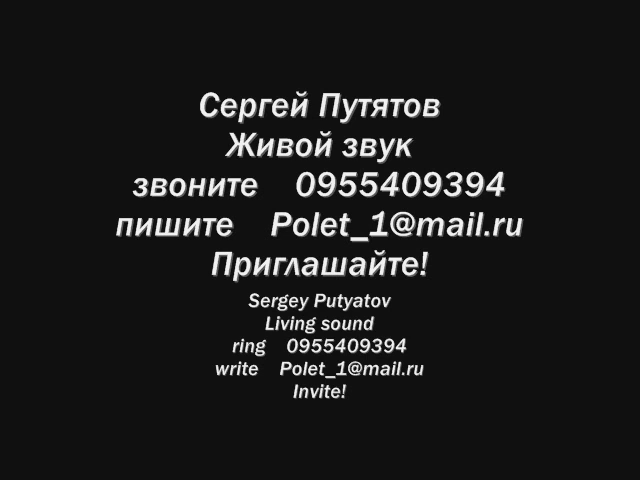 Сергей Путятов
Живой звук
звоните 0955409394
пишите Polet_1@mail.ru
Приглашайте!
Sergey Putyatov
Living sound
ring 0955409394
write Polet_1@mail.ru
Invite!